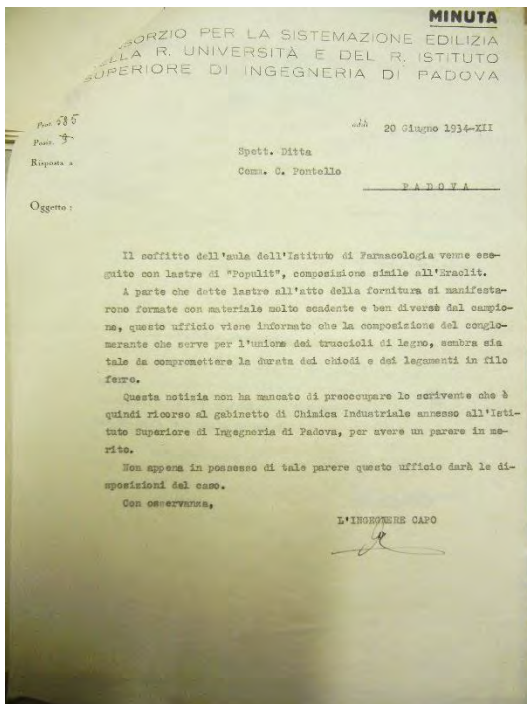 MINUTA
CONSORZIO PER LA SISTEMAZIONE EDILIZIA
DELLA R. UNIVERSITÀ E DEL R. ISTITUTO
SUPERIORE DI INGEGNERIA DI PADOVA
Prot. 585
addì 20 Giugno 1934-XII
Posiz.
Risposta a
Spett. Ditta
Comm. C. Pontello
PADOVA
Oggetto :
Il soffitto dell'aula dell'Istituto di Farmacologia venne ese-
guito con lastre di "Populit", composizione simile all'Eraclit.
A parte che dette lastre all'atto della fornitura si manifesta-
rono formate con materiale molto scadente e ben diverse dal campio-
ne, questo ufficio viene informato che la composizione del conglo-
merante che serve per l'unione dei truccioli di legno, sembra sia
tale da compromettere la durata dei chiodi e dei legamenti in filo
ferro.
Questa notizia non ha mancato di preoccupare lo scrivente che è
quindi ricorso al gabinetto di Chimica Industriale annesso all'Isti-
tuto Superiore di Ingegneria di Padova, per avere un parere in me-
rito.
Non appena in possesso di tale parere questo ufficio darà le di-
sposizioni del caso.
Con osservanza,
L'INGEGNERE CAPO